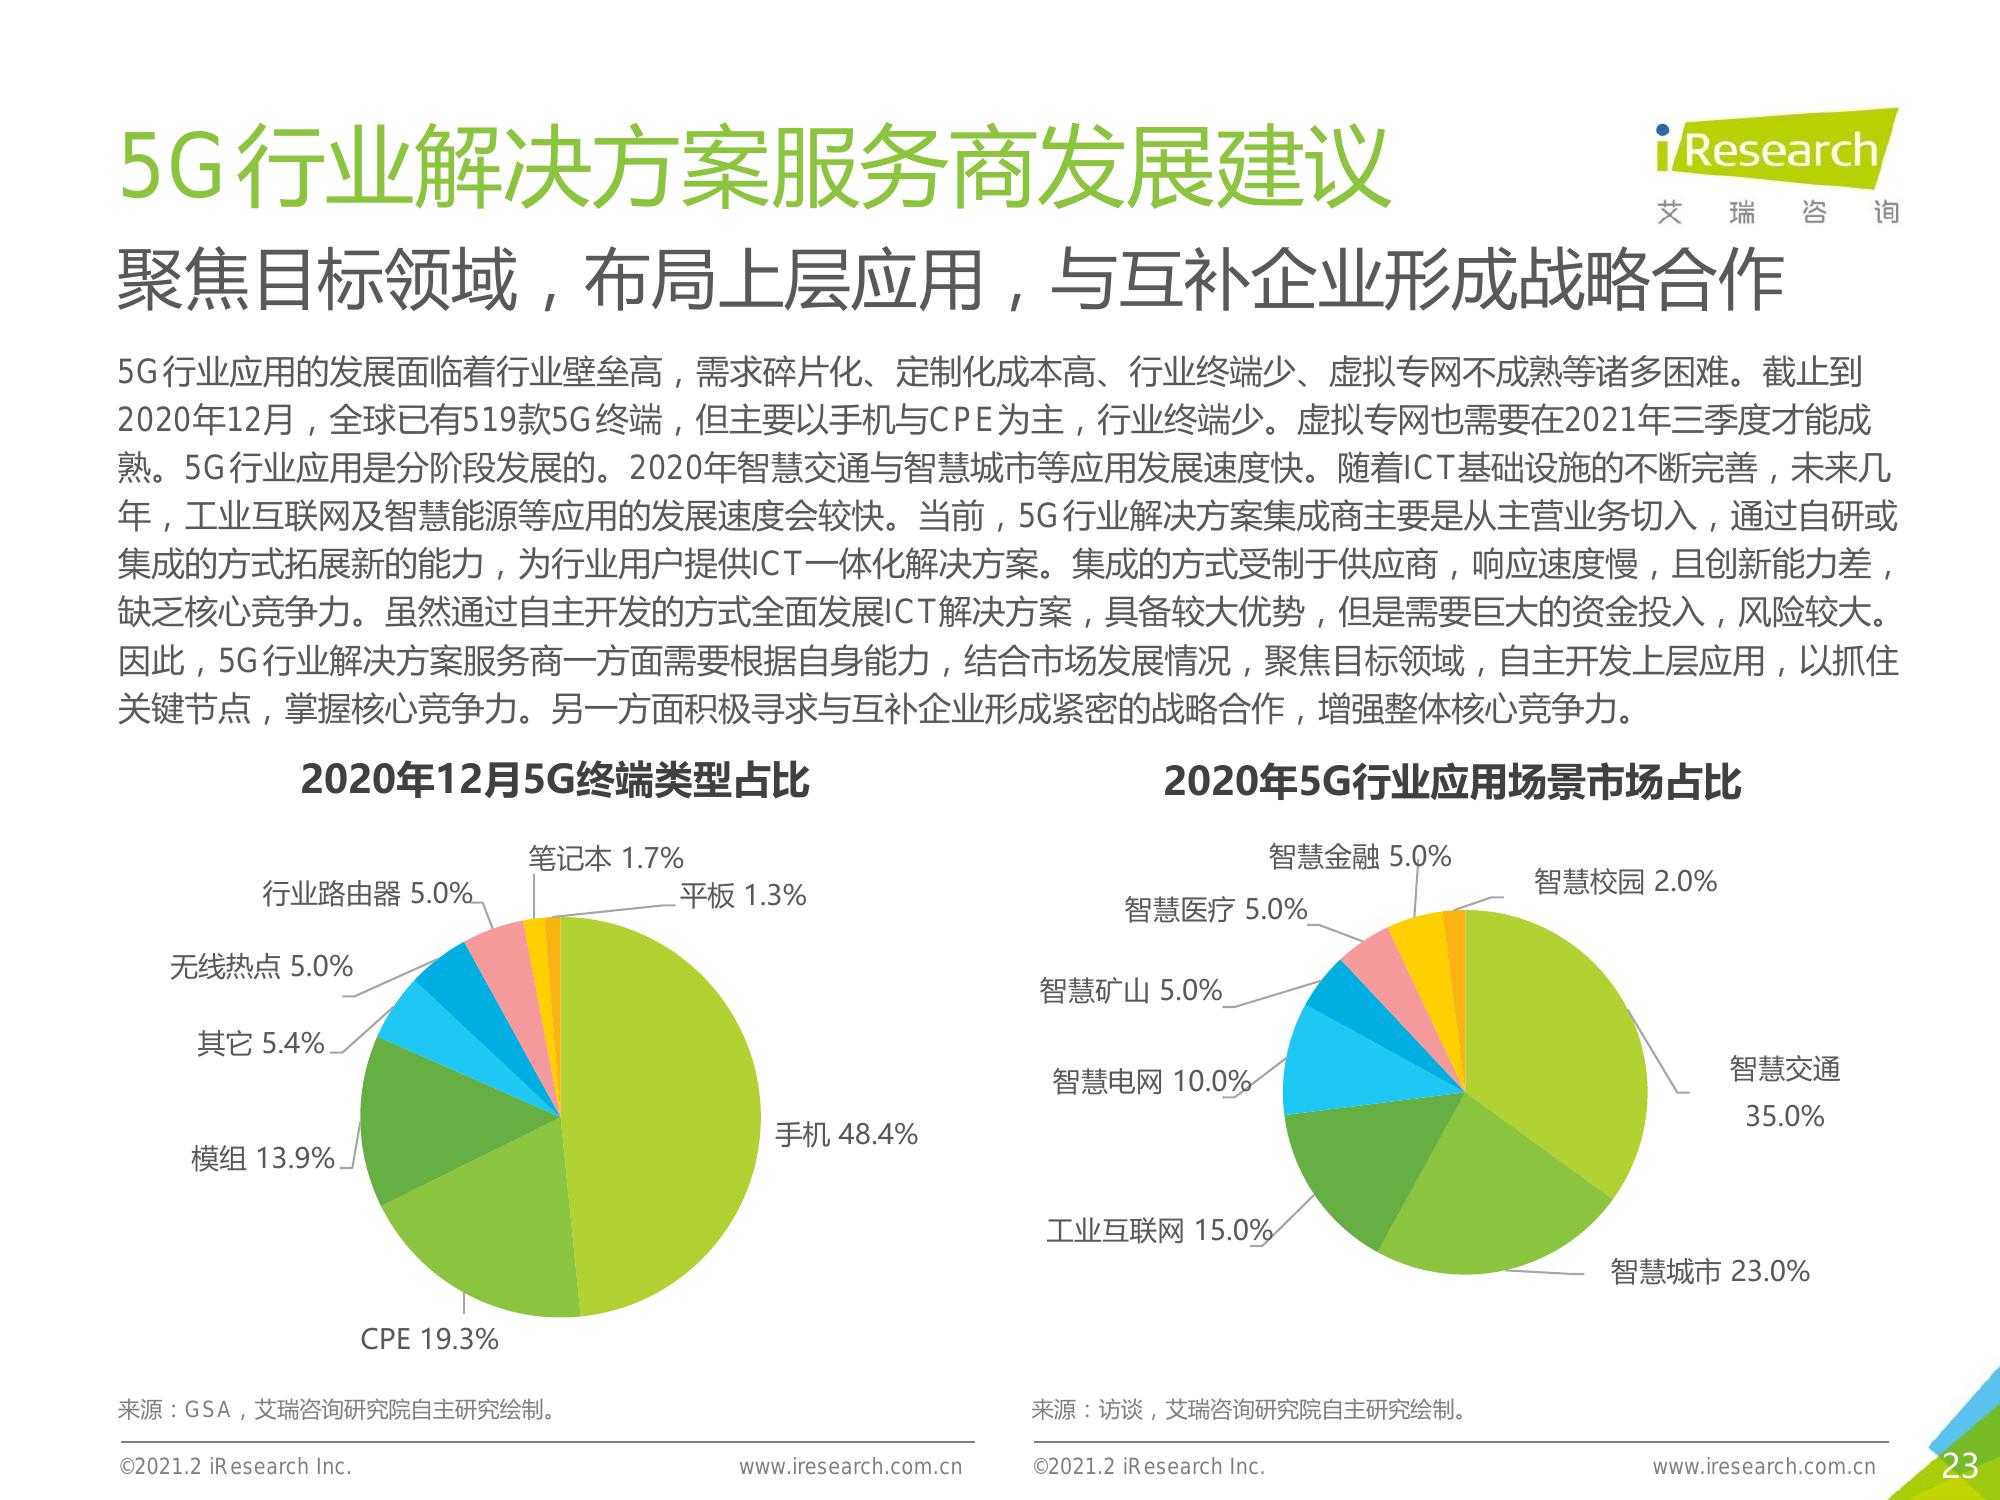 5G行业解决方案服务商发展建议
iResearch
艾瑞咨询
聚焦目标领域，布局上层应用，与互补企业形成战略合作
5G行业应用的发展面临着行业壁垒高，需求碎片化、定制化成本高、行业终端少、虚拟专网不成熟等诸多困难。截止到
2020年12月，全球已有519款5G终端，但主要以手机与CPE为主，行业终端少。虚拟专网也需要在2021年三季度才能成
熟。5G行业应用是分阶段发展的。2020年智慧交通与智慧城市等应用发展速度快。随着ICT基础设施的不断完善，未来几
年，工业互联网及智慧能源等应用的发展速度会较快。当前，5G行业解决方案集成商主要是从主营业务切入，通过自研或
集成的方式拓展新的能力，为行业用户提供ICT一体化解决方案。集成的方式受制于供应商，响应速度慢，且创新能力差，
缺乏核心竞争力。虽然通过自主开发的方式全面发展ICT解决方案，具备较大优势，但是需要巨大的资金投入，风险较大。
因此，5G行业解决方案服务商一方面需要根据自身能力，结合市场发展情况，聚焦目标领域，自主开发上层应用，以抓住
关键节点，掌握核心竞争力。另一方面积极寻求与互补企业形成紧密的战略合作，增强整体核心竞争力。
2020年12月5G终端类型占比
笔记本 1.7%
平板 1.3%
行业路由器 5.0%
无线热点 5.0%
其它 5.4%
模组 13.9%
手机 48.4%
CPE 19.3%
来源：GSA，艾瑞咨询研究院自主研究绘制。
©2021.2 iResearch Inc.
www.iresearch.com.cn
2020年5G行业应用场景市场占比
智慧金融 5.0%
智慧校园 2.0%
智慧医疗 5.0%
智慧矿山 5.0%
智慧电网 10.0%
智慧交通
35.0%
工业互联网 15.0%
智慧城市 23.0%
来源：访谈，艾瑞咨询研究院自主研究绘制。
©2021.2 iResearch Inc.
www.iresearch.com.cn
23